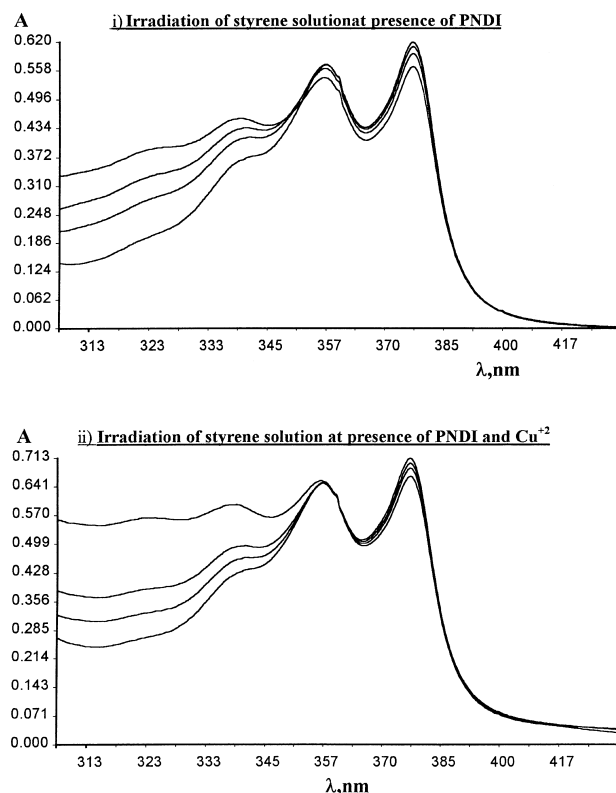 A
i) Irradiation of styrene solutionat presence of PNDI
0.620
0.558
0.496
0.434
0.372
0.310
0.248
0.186
0.124
0.062
0.000
313 323 333 345 357 370 385 400 417
λ,nm
A
ii) Irradiation of styrene solution at presence of PNDI and Cu+2
0.713
0.641
0.570
0.499
0.428
0.356
0.285
0.214
0.143
0.071
0.000
313 323 333 345 357 370 385 400 417
λ,nm